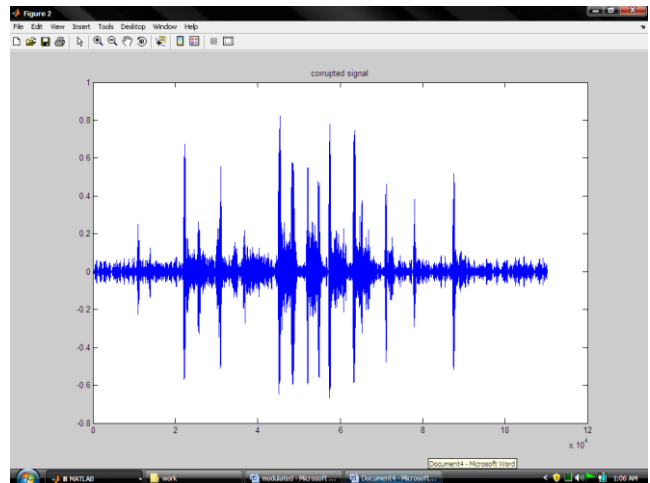 Figure 2
File Edit View Insert Tools Desktop Window Help
corrupted signal
1
0.8
0.6
0.4
0.2
0
-0.2
-0.4
-0.6
-0.8
0 2 4 6 8 10 12
x 10^4
Document4 - Microsoft Word
8 MATLAB work modulated - Microsoft ... Document4 - Microsoft... 1:06 AM